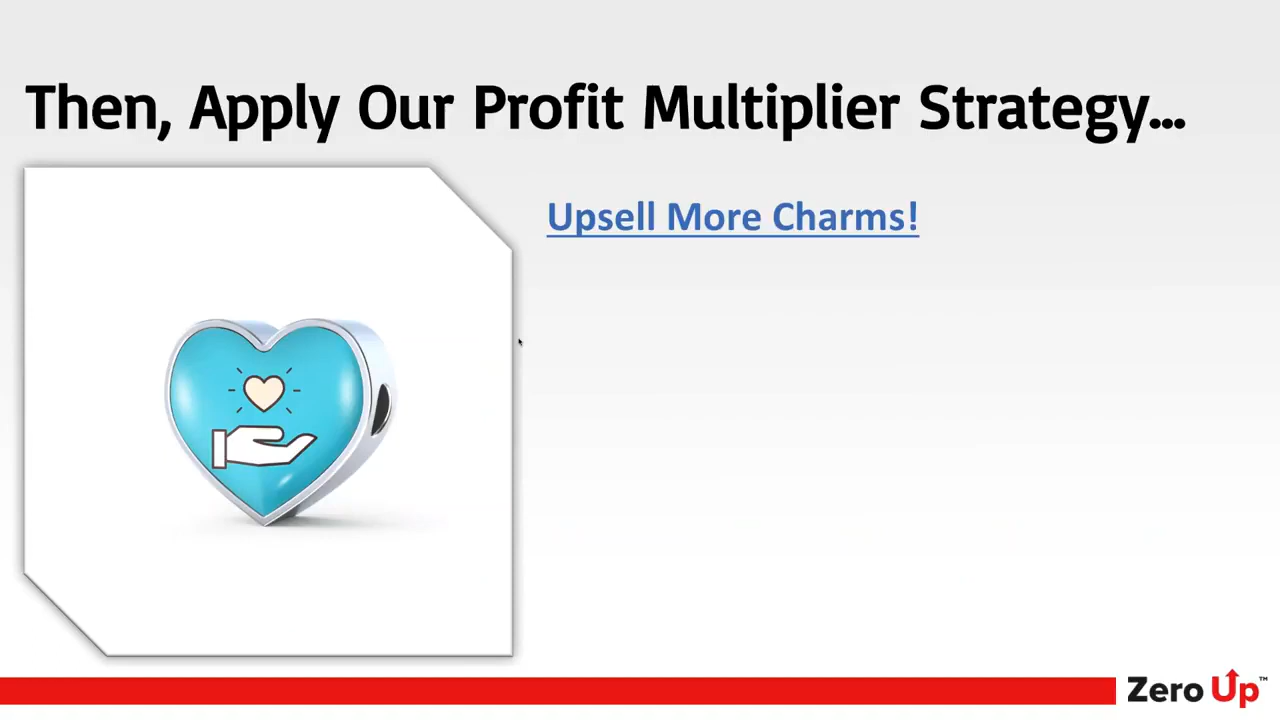 Then, Apply Our Profit Multiplier Strategy...
Upsell More Charms!
Zero Up™